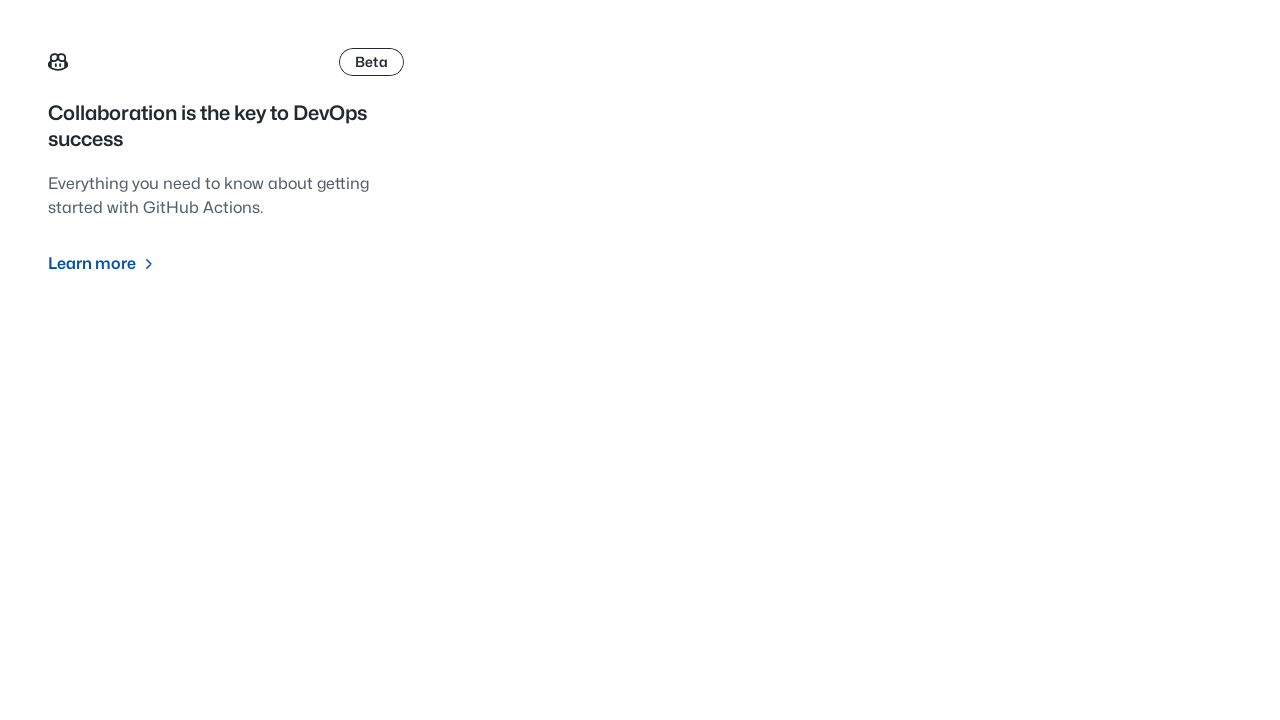 Beta
Collaboration is the key to DevOps
success
Everything you need to know about getting
started with GitHub Actions.
Learn more